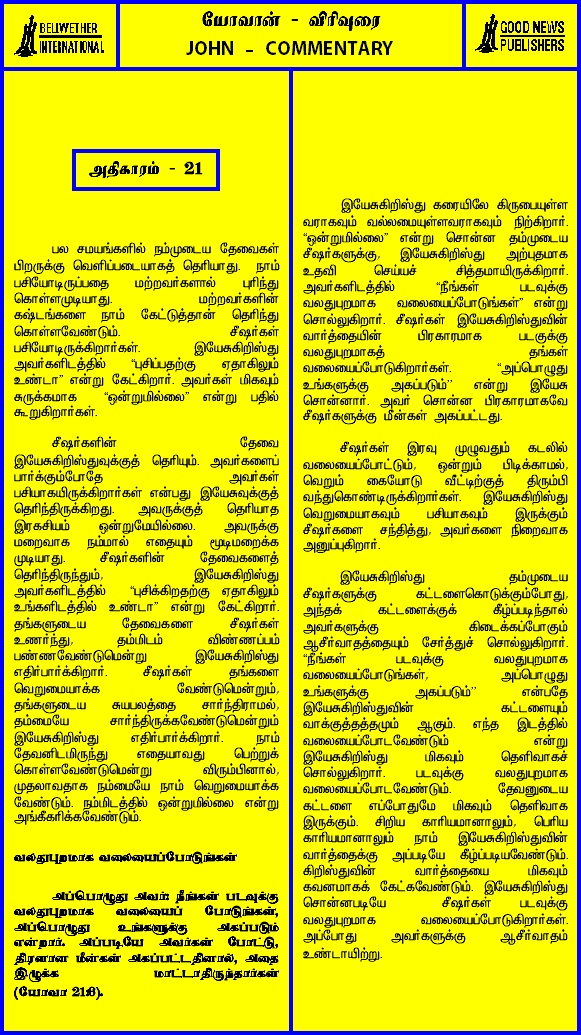 BELWETHER
INTERNATIONAL
யோவான் - விரிவுரை
JOHN - COMMENTARY
GOOD NEWS
PUBLISHERS
அதிகாரம் - 21
பல சமயங்களில் நம்முடைய தேவைகள்
பிறருக்கு வெளிப்படையாகத் தெரியாது. நாம்
பசியோடிருப்பதை மற்றவர்களால் புரிந்து
கொள்ளமுடியாது. மற்றவர்களின்
கஷ்டங்களை நாம் கேட்டுத்தான் தெரிந்து
கொள்ளவேண்டும். சீஷர்கள்
பசியோடிருக்கிறார்கள். இயேசுகிறிஸ்து
அவர்களிடத்தில் “புசிப்பதற்கு ஏதாகிலும்
உண்டா” என்று கேட்கிறார். அவர்கள் மிகவும்
சுருக்கமாக “ஒன்றுமில்லை” என்று பதில்
கூறுகிறார்கள்.
சீஷர்களின் தேவை
இயேசுகிறிஸ்துவுக்குத் தெரியும். அவர்களைப்
பார்க்கும்போதே அவர்கள்
பசியாகயிருக்கிறார்கள் என்பது இயேசுவுக்குத்
தெரிந்திருக்கிறது. அவருக்குத் தெரியாத
இரகசியம் ஒன்றுமேயில்லை. அவருக்கு
மறைவாக நம்மால் எதையும் மூடிமறைக்க
முடியாது. சீஷர்களின் தேவைகளைத்
தெரிந்திருந்தும், இயேசுகிறிஸ்து
அவர்களிடத்தில் “புசிக்கிறதற்கு ஏதாகிலும்
உங்களிடத்தில் உண்டா” என்று கேட்கிறார்.
தங்களுடைய தேவைகளை சீஷர்கள்
உணர்ந்து, தம்மிடம் விண்ணப்பம்
பண்ணவேண்டுமென்று இயேசுகிறிஸ்து
எதிர்பார்க்கிறார். சீஷர்கள் தங்களை
வெறுமையாக்க வேண்டுமென்றும்,
தங்களுடைய சுயபலத்தை சார்ந்திராமல்,
தம்மையே சார்ந்திருக்கவேண்டுமென்றும்
இயேசுகிறிஸ்து எதிர்பார்க்கிறார். நாம்
தேவனிடமிருந்து எதையாவது பெற்றுக்
கொள்ளவேண்டுமென்று விரும்பினால்,
முதலாவதாக நம்மையே நாம் வெறுமையாக்க
வேண்டும். நம்மிடத்தில் ஒன்றுமில்லை என்று
அங்கீகரிக்கவேண்டும்.
வலதுபுறமாக வலையைப்போடுங்கள்
அப்பொழுது அவர்: நீங்கள் படவுக்கு
வலதுபுறமாக வலையைப் போடுங்கள்,
அப்பொழுது உங்களுக்கு அகப்படும்
என்றார். அப்படியே அவர்கள் போட்டு,
திரளான மீன்கள் அகப்பட்டதினால், அதை
இழுக்க மாட்டாதிருந்தார்கள்
(யோவா 21:6).
இயேசுகிறிஸ்து கரையிலே கிருபையுள்ள
வராகவும் வல்லமையுள்ளவராகவும் நிற்கிறார்.
“ஒன்றுமில்லை” என்று சொன்ன தம்முடைய
சீஷர்களுக்கு, இயேசுகிறிஸ்து அற்புதமாக
உதவி செய்யச் சித்தமாயிருக்கிறார்.
அவர்களிடத்தில் “நீங்கள் படவுக்கு
வலதுபுறமாக வலையைப்போடுங்கள்” என்று
சொல்லுகிறார். சீஷர்கள் இயேசுகிறிஸ்துவின்
வார்த்தையின் பிரகாரமாக படகுக்கு
வலதுபுறமாகத் தங்கள்
வலையைப்போடுகிறார்கள். “அப்பொழுது
உங்களுக்கு அகப்படும்’’ என்று இயேசு
சொன்னார். அவர் சொன்ன பிரகாரமாகவே
சீஷர்களுக்கு மீன்கள் அகப்பட்டது.
சீஷர்கள் இரவு முழுவதும் கடலில்
வலையைப்போட்டும், ஒன்றும் பிடிக்காமல்,
வெறும் கையோடு வீட்டிற்குத் திரும்பி
வந்துகொண்டிருக்கிறார்கள். இயேசுகிறிஸ்து
வெறுமையாகவும் பசியாகவும் இருக்கும்
சீஷர்களை சந்தித்து, அவர்களை நிறைவாக
அனுப்புகிறார்.
இயேசுகிறிஸ்து தம்முடைய
சீஷர்களுக்கு கட்டளைகொடுக்கும்போது,
அந்தக் கட்டளைக்குக் கீழ்ப்படிந்தால்
அவர்களுக்கு கிடைக்கப்போகும்
ஆசீர்வாதத்தையும் சேர்த்துச் சொல்லுகிறார்.
“நீங்கள் படவுக்கு வலதுபுறமாக
வலையைப்போடுங்கள், அப்பொழுது
உங்களுக்கு அகப்படும்’’ என்பதே
இயேசுகிறிஸ்துவின் கட்டளையும்
வாக்குத்தத்தமும் ஆகும். எந்த இடத்தில்
வலையைப்போடவேண்டும் என்று
இயேசுகிறிஸ்து மிகவும் தெளிவாகச்
சொல்லுகிறார். படவுக்கு வலதுபுறமாக
வலையைப்போடவேண்டும். தேவனுடைய
கட்டளை எப்போதுமே மிகவும் தெளிவாக
இருக்கும். சிறிய காரியமானாலும், பெரிய
காரியமானாலும் நாம் இயேசுகிறிஸ்துவின்
வார்த்தைக்கு அப்படியே கீழ்ப்படியவேண்டும்.
கிறிஸ்துவின் வார்த்தையை மிகவும்
கவனமாகக் கேட்கவேண்டும். இயேசுகிறிஸ்து
சொன்னபடியே சீஷர்கள் படவுக்கு
வலதுபுறமாக வலையைப்போடுகிறார்கள்.
அப்போது அவர்களுக்கு ஆசீர்வாதம்
உண்டாயிற்று.